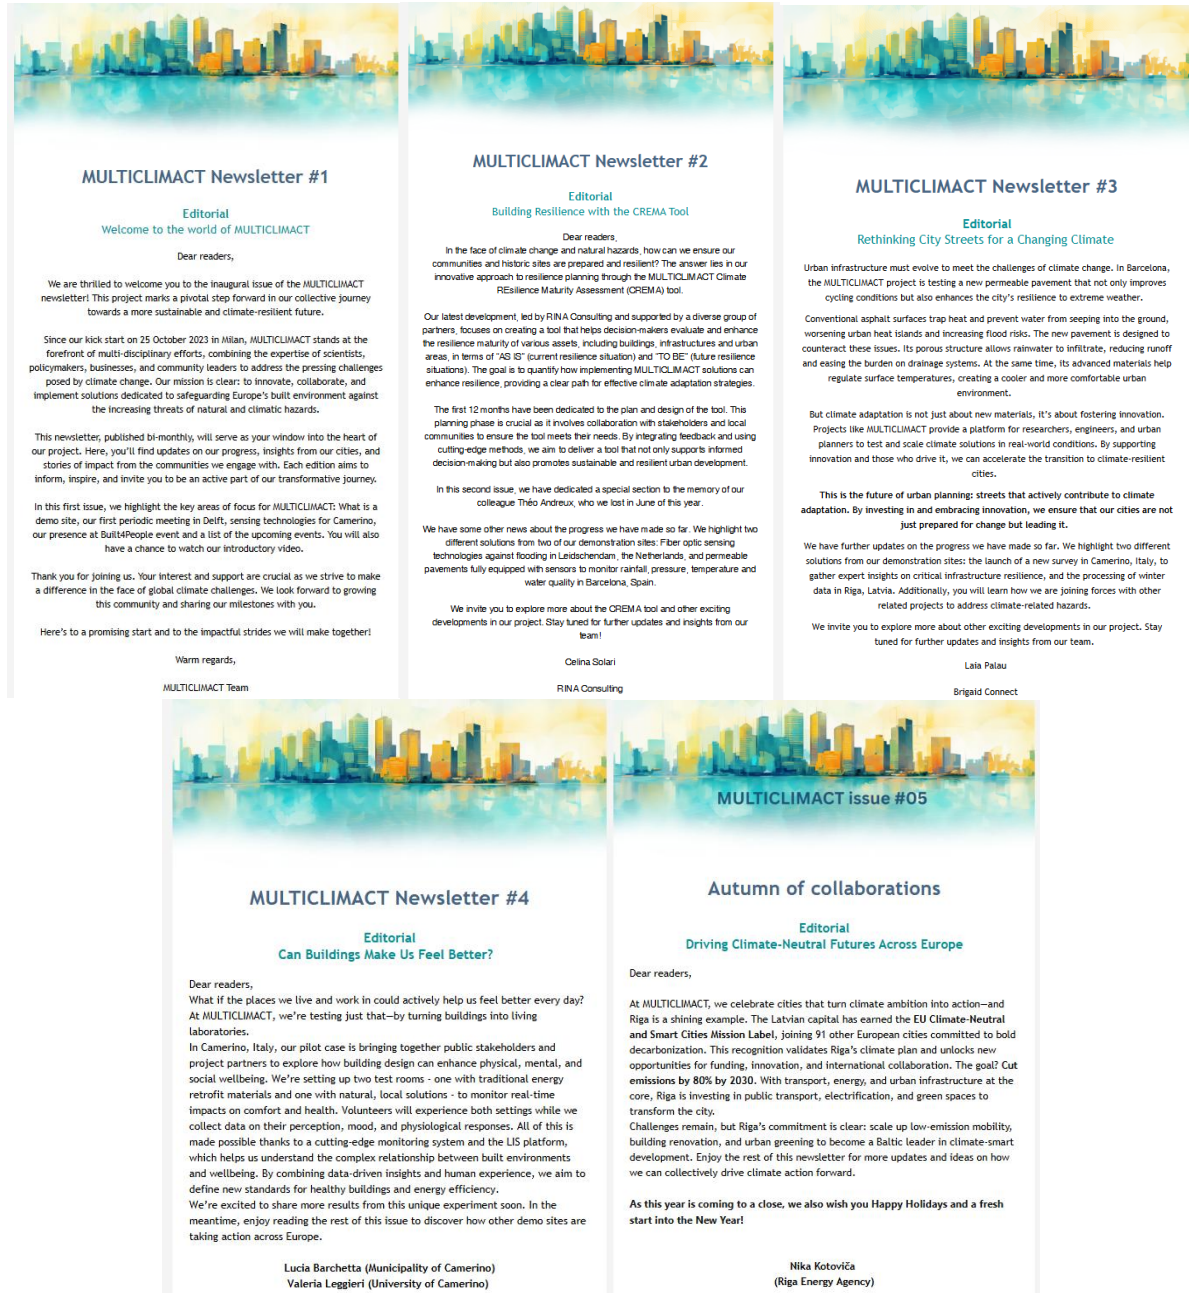 MULTICLIMACT Newsletter #1
Editorial
Welcome to the world of MULTICLIMACT
Dear readers,
We are thrilled to welcome you to the inaugural issue of the MULTICLIMACT
newsletter! This project marks a pivotal step forward in our collective journey
towards a more sustainable and climate-resilient future.
Since our kick start on 25 October 2023 in Milan, MULTICLIMACT stands at the
forefront of multi-disciplinary efforts, combining the expertise of scientists,
policymakers, businesses, and community leaders to address the pressing challenges
posed by climate change. Our mission is clear: to innovate, collaborate, and
implement solutions dedicated to safeguarding Europe's built environment against
the increasing threats of natural and climatic hazards.
This newsletter, published bi-monthly, will serve as your window into the heart of
our project. Here, you'll find updates on our progress, insights from our cities, and
stories of impact from the communities we engage with. Each edition aims to
inform, inspire, and invite you to be an active part of our transformative journey.
In this first issue, we highlight the key areas of focus for MULTICLIMACT: What is a
demo site, our first periodic meeting in Delft, sensing technologies for Camerino,
our presence at Built4People event and a list of the upcoming events. You will also
have a chance to watch our introductory video.
Thank you for joining us. Your interest and support are crucial as we strive to make
a difference in the face of global climate challenges. We look forward to growing
this community and sharing our milestones with you.
Here's to a promising start and to the impactful strides we will make together!
Warm regards,
MULTICLIMACT Team
MULTICLIMACT Newsletter #2
Editorial
Building Resilience with the CREMA Tool
Dear readers,
In the face of climate change and natural hazards, how can we ensure our
communities and historic sites are prepared and resilient? The answer lies in our
innovative approach to resilience planning through the MULTICLIMACT Climate
REsilience Maturity Assessment (CREMA) tool.
Our latest development, led by RINA Consulting and supported by a diverse group of
partners, focuses on creating a tool that helps decision-makers evaluate and enhance
the resilience maturity of various assets, including buildings, infrastructures and urban
areas, in terms of "AS IS" (current resilience situation) and "TO BE" (future resilience
situations). The goal is to quantify how implementing MULTICLIMACT solutions can
enhance resilience, providing a clear path for effective climate adaptation strategies.
The first 12 months have been dedicated to the plan and design of the tool. This
planning phase is crucial as it involves collaboration with stakeholders and local
communities to ensure the tool meets their needs. By integrating feedback and using
cutting-edge methods, we aim to deliver a tool that not only supports informed
decision-making but also promotes sustainable and resilient urban development.
In this second issue, we have dedicated a special section to the memory of our
colleague Théo Andreux, who we lost in June of this year.
We have some other news about the progress we have made so far. We highlight two
different solutions from two of our demonstration sites: Fiber optic sensing
technologies against flooding in Leidschendam, the Netherlands, and permeable
pavements fully equipped with sensors to monitor rainfall, pressure, temperature and
water quality in Barcelona, Spain.
We invite you to explore more about the CREMA tool and other exciting
developments in our project. Stay tuned for further updates and insights from our
team!
Celina Solari
RINA Consulting
MULTICLIMACT Newsletter #3
Editorial
Rethinking City Streets for a Changing Climate
Urban infrastructure must evolve to meet the challenges of climate change. In Barcelona,
the MULTICLIMACT project is testing a new permeable pavement that not only improves
cycling conditions but also enhances the city's resilience to extreme weather.
Conventional asphalt surfaces trap heat and prevent water from seeping into the ground,
worsening urban heat islands and increasing flood risks. The new pavement is designed to
counteract these issues. Its porous structure allows rainwater to infiltrate, reducing runoff
and easing the burden on drainage systems. At the same time, its advanced materials help
regulate surface temperatures, creating a cooler and more comfortable urban
environment.
But climate adaptation is not just about new materials, it's about fostering innovation.
Projects like MULTICLIMACT provide a platform for researchers, engineers, and urban
planners to test and scale climate solutions in real-world conditions. By supporting
innovation and those who drive it, we can accelerate the transition to climate-resilient
cities.
This is the future of urban planning: streets that actively contribute to climate
adaptation. By investing in and embracing innovation, we ensure that our cities are not
just prepared for change but leading it.
We have further updates on the progress we have made so far. We highlight two different
solutions from our demonstration sites: the launch of a new survey in Camerino, Italy, to
gather expert insights on critical infrastructure resilience, and the processing of winter
data in Riga, Latvia. Additionally, you will learn how we are joining forces with other
related projects to address climate-related hazards.
We invite you to explore more about other exciting developments in our project. Stay
tuned for further updates and insights from our team.
Laia Palau
Brigaid Connect
MULTICLIMACT Newsletter #4
Editorial
Can Buildings Make Us Feel Better?
Dear readers,
What if the places we live and work in could actively help us feel better every day?
At MULTICLIMACT, we're testing just that—by turning buildings into living
laboratories.
In Camerino, Italy, our pilot case is bringing together public stakeholders and
project partners to explore how building design can enhance physical, mental, and
social wellbeing. We're setting up two test rooms - one with traditional energy
retrofit materials and one with natural, local solutions - to monitor real-time
impacts on comfort and health. Volunteers will experience both settings while we
collect data on their perception, mood, and physiological responses. All of this is
made possible thanks to a cutting-edge monitoring system and the LIS platform,
which helps us understand the complex relationship between built environments
and wellbeing. By combining data-driven insights and human experience, we aim to
define new standards for healthy buildings and energy efficiency.
We're excited to share more results from this unique experiment soon. In the
meantime, enjoy reading the rest of this issue to discover how other demo sites are
taking action across Europe.
Lucia Barchetta (Municipality of Camerino)
Valeria Leggieri (University of Camerino)
MULTICLIMACT issue #05
Autumn of collaborations
Editorial
Driving Climate-Neutral Futures Across Europe
Dear readers,
At MULTICLIMACT, we celebrate cities that turn climate ambition into action—and
Riga is a shining example. The Latvian capital has earned the EU Climate-Neutral
and Smart Cities Mission Label, joining 91 other European cities committed to bold
decarbonization. This recognition validates Riga's climate plan and unlocks new
opportunities for funding, innovation, and international collaboration. The goal? Cut
emissions by 80% by 2030. With transport, energy, and urban infrastructure at the
core, Riga is investing in public transport, electrification, and green spaces to
transform the city.
Challenges remain, but Riga's commitment is clear: scale up low-emission mobility,
building renovation, and urban greening to become a Baltic leader in climate-smart
development. Enjoy the rest of this newsletter for more updates and ideas on how
we can collectively drive climate action forward.
As this year is coming to a close, we also wish you Happy Holidays and a fresh
start into the New Year!
Nika Kotoviča
(Riga Energy Agency)